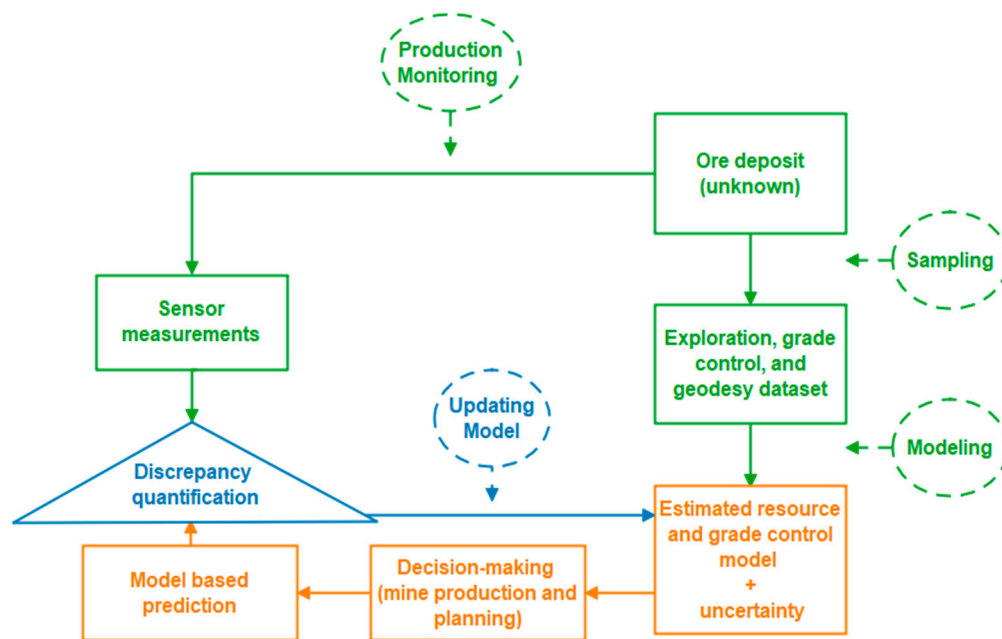 Production
Monitoring
Ore deposit
(unknown)
Sampling
Sensor
measurements
Exploration, grade
control, and
geodesy dataset
Updating
Model
Modeling
Discrepancy
quantification
Estimated resource
and grade control
model
+
uncertainty
Decision-making
(mine production and
planning)
Model based
prediction